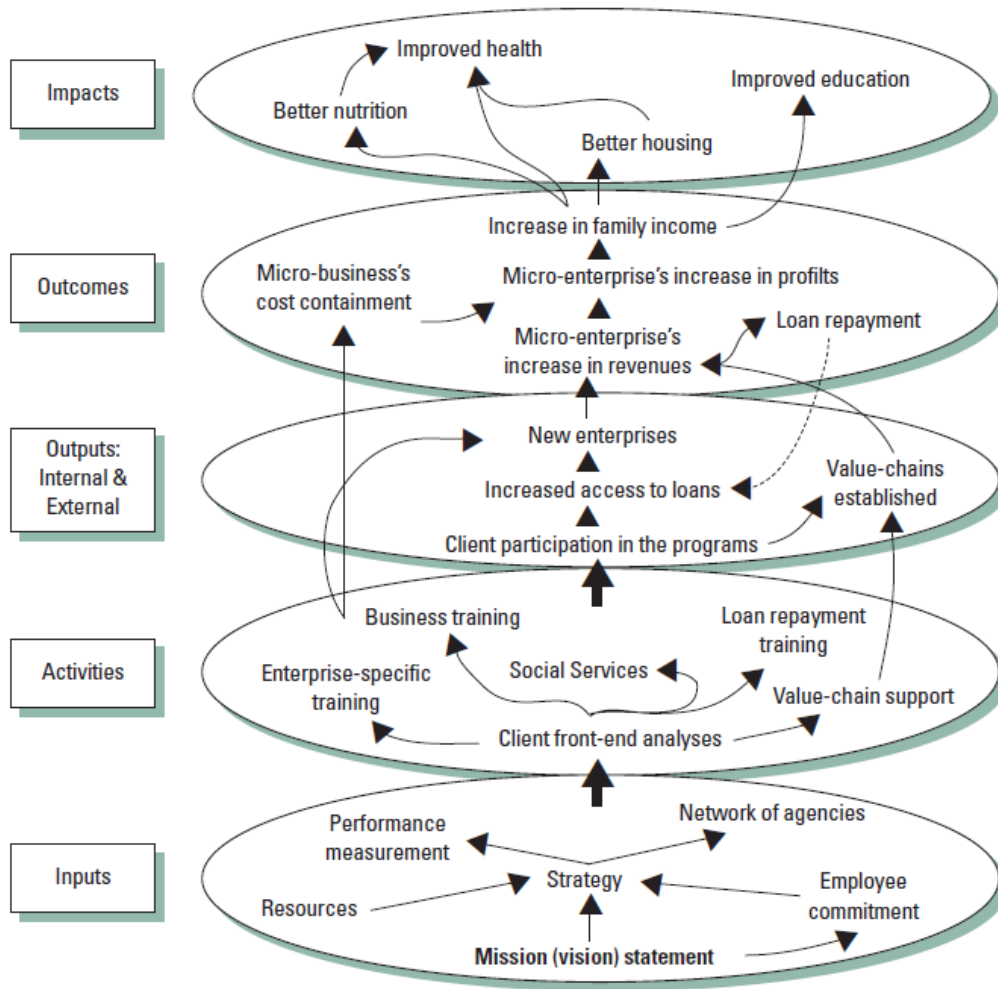 Impacts
Improved health
Improved education
Better nutrition
Better housing
Outcomes
Increase in family income
Micro-business's
cost containment
Micro-enterprise's increase in profilts
Loan repayment
Micro-enterprise's
increase in revenues
Outputs:
Internal &
External
New enterprises
Increased access to loans
Value-chains
established
Client participation in the programs
Activities
Business training
Loan repayment
training
Enterprise-specific
training
Social Services
Value-chain support
Client front-end analyses
Inputs
Performance
measurement
Network of agencies
Strategy
Resources
Employee
commitment
Mission (vision) statement